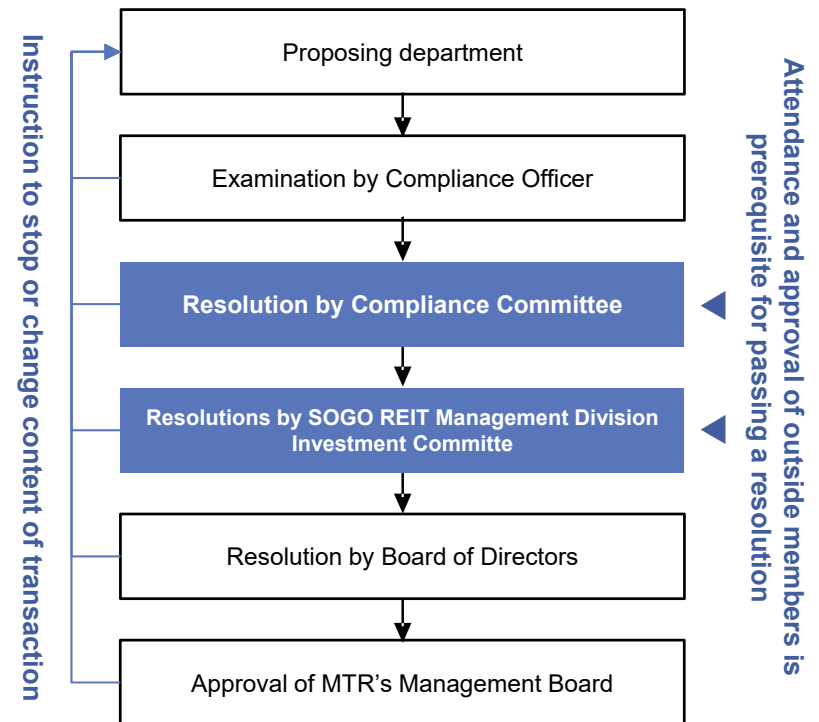 Proposing department
Examination by Compliance Officer
Resolution by Compliance Committee
Resolutions by SOGO REIT Management Division
Investment Committe
Resolution by Board of Directors
Approval of MTR’s Management Board
Instruction to stop or change content of transaction
Attendance and approval of outside members is
prerequisite for passing a resolution